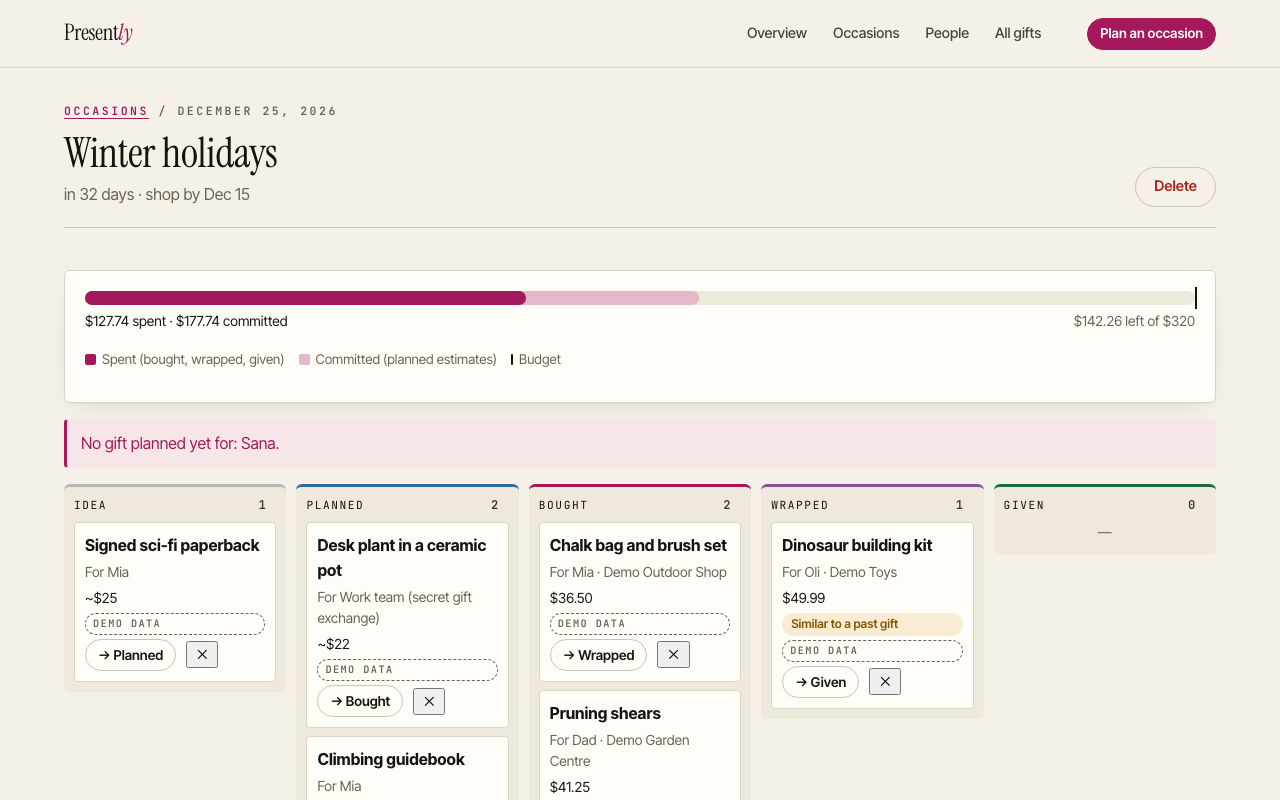 Presently
Overview
Occasions
People
All gifts
Plan an occasion
OCCASIONS / DECEMBER 25, 2026
Winter holidays
in 32 days · shop by Dec 15
Delete
$127.74 spent · $177.74 committed
$142.26 left of $320
Spent (bought, wrapped, given)
Committed (planned estimates)
Budget
No gift planned yet for: Sana.
IDEA 1
Signed sci-fi paperback
For Mia
~$25
DEMO DATA
→ Planned ×
PLANNED 2
Desk plant in a ceramic
pot
For Work team (secret gift
exchange)
~$22
DEMO DATA
→ Bought ×
Climbing guidebook
For Mia
BOUGHT 2
Chalk bag and brush set
For Mia · Demo Outdoor Shop
$36.50
DEMO DATA
→ Wrapped ×
Pruning shears
For Dad · Demo Garden
Centre
$41.25
WRAPPED 1
Dinosaur building kit
For Oli · Demo Toys
$49.99
Similar to a past gift
DEMO DATA
→ Given ×
GIVEN 0
—